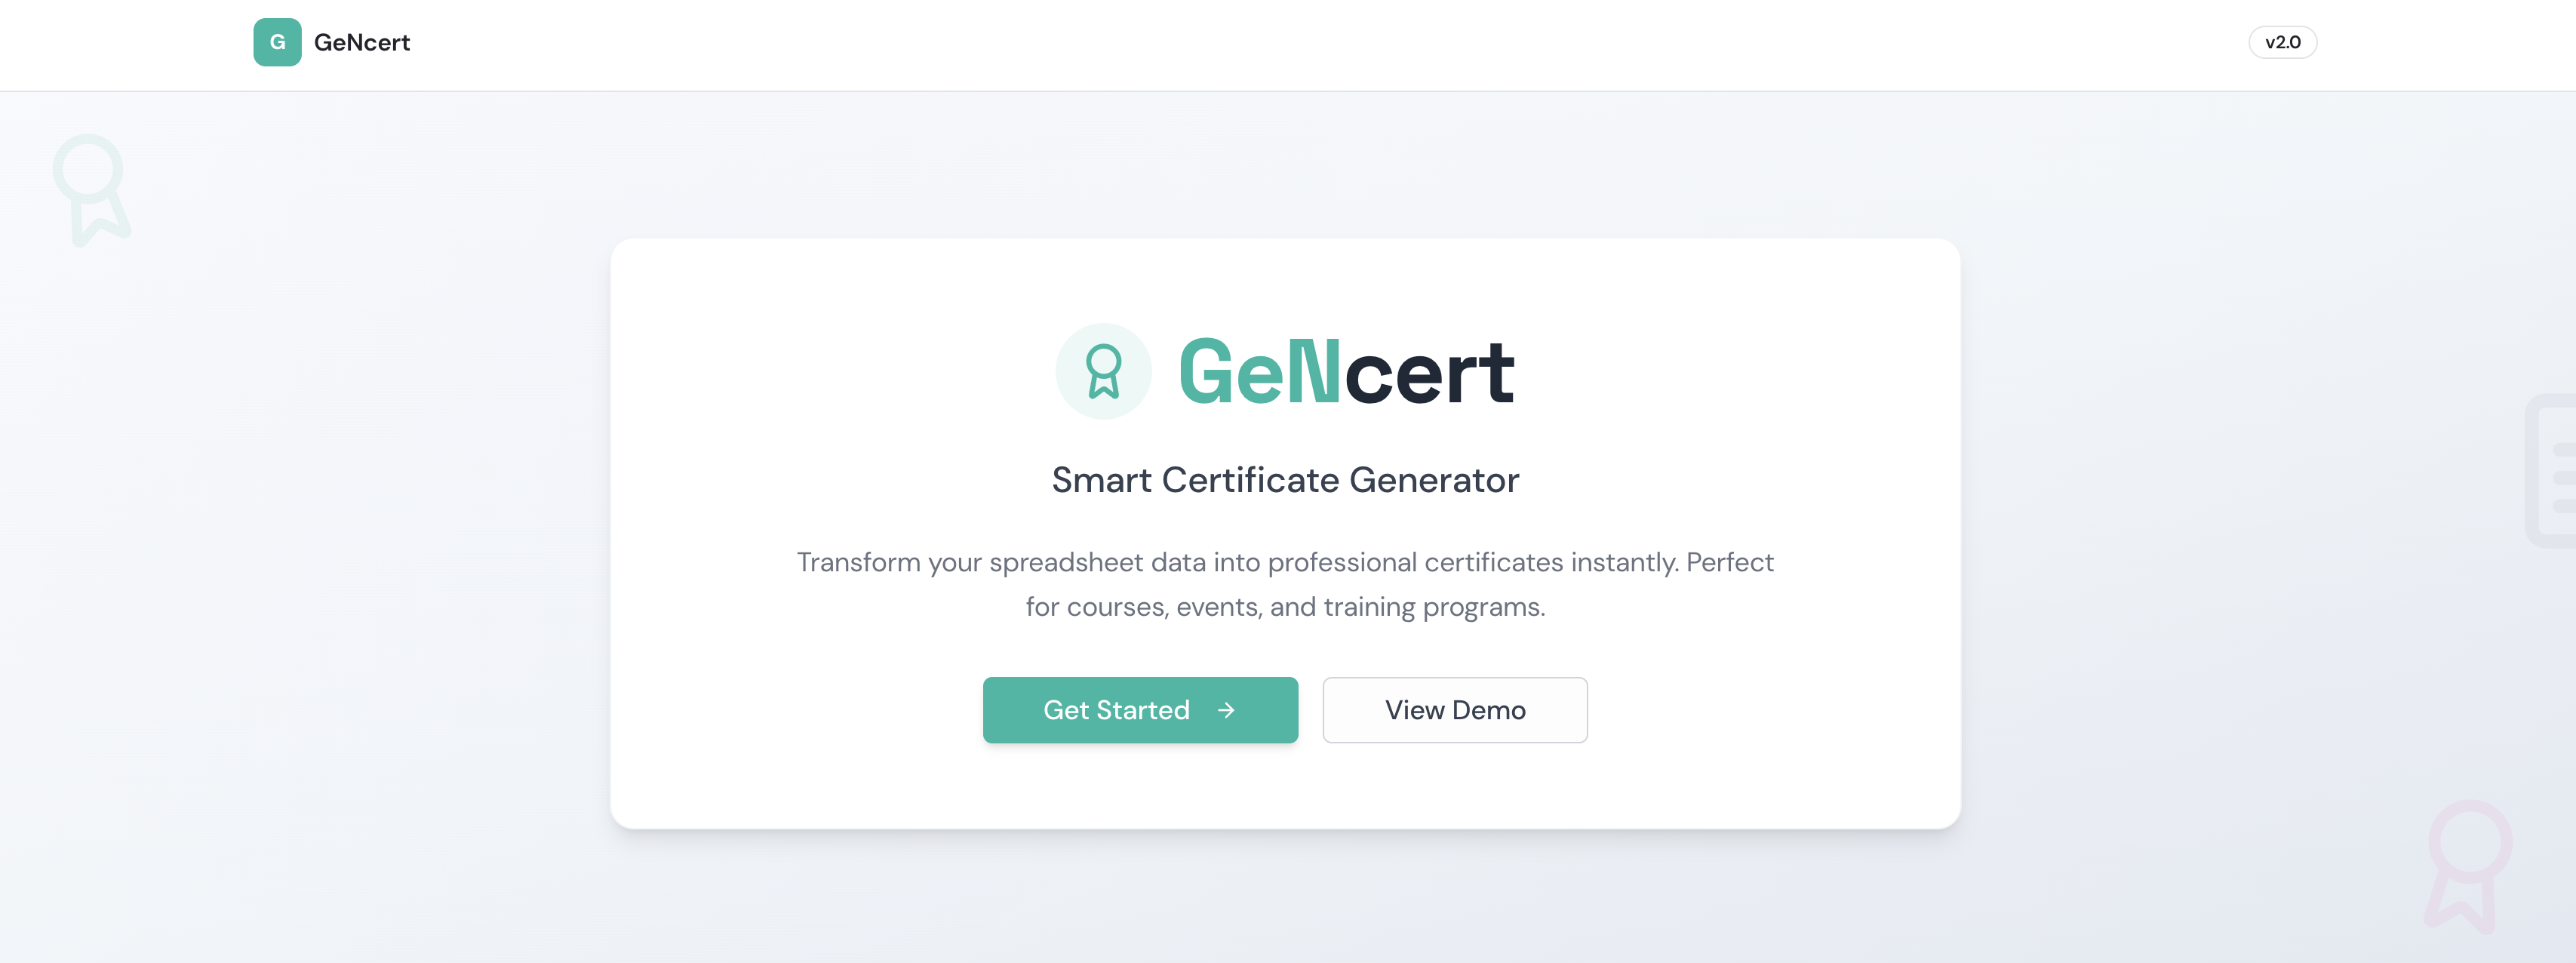 G GeNcert
v2.0
GeNcert
Smart Certificate Generator
Transform your spreadsheet data into professional certificates instantly. Perfect
for courses, events, and training programs.
Get Started →
View Demo